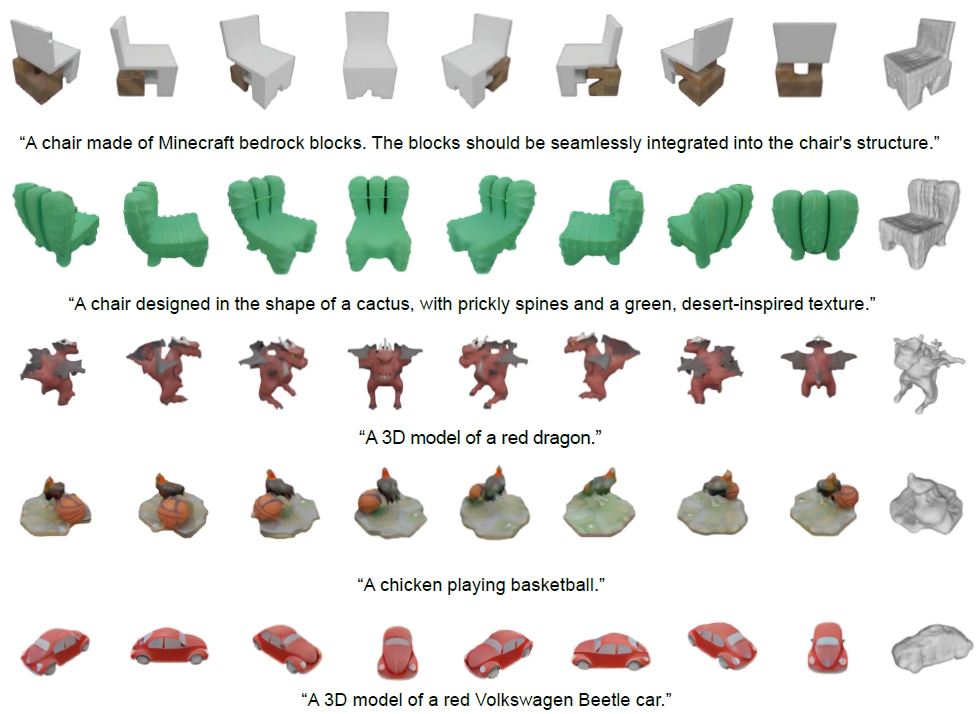 “A chair made of Minecraft bedrock blocks. The blocks should be seamlessly integrated into the chair's structure.”
“A chair designed in the shape of a cactus, with prickly spines and a green, desert-inspired texture.”
“A 3D model of a red dragon.”
“A chicken playing basketball.”
“A 3D model of a red Volkswagen Beetle car.”